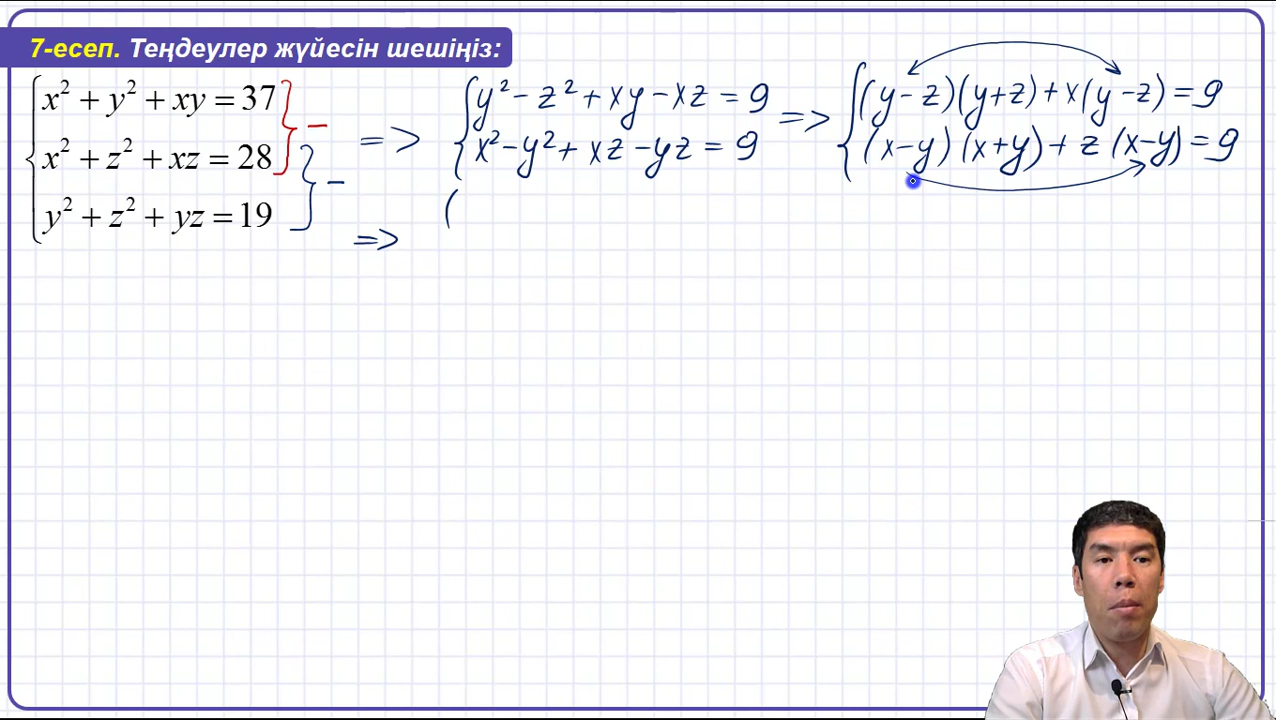 7-есеп. Теңдеулер жүйесін шешіңіз:
x² + y² + xy = 37
x² + z² + xz = 28
y² + z² + yz = 19
−
−
=>
y² - z² + xy - xz = 9
x² - y² + xz - yz = 9
=>
(y - z)(y+z) + x(y - z) = 9
(x-y)(x+y) + z(x-y) = 9
=>
(